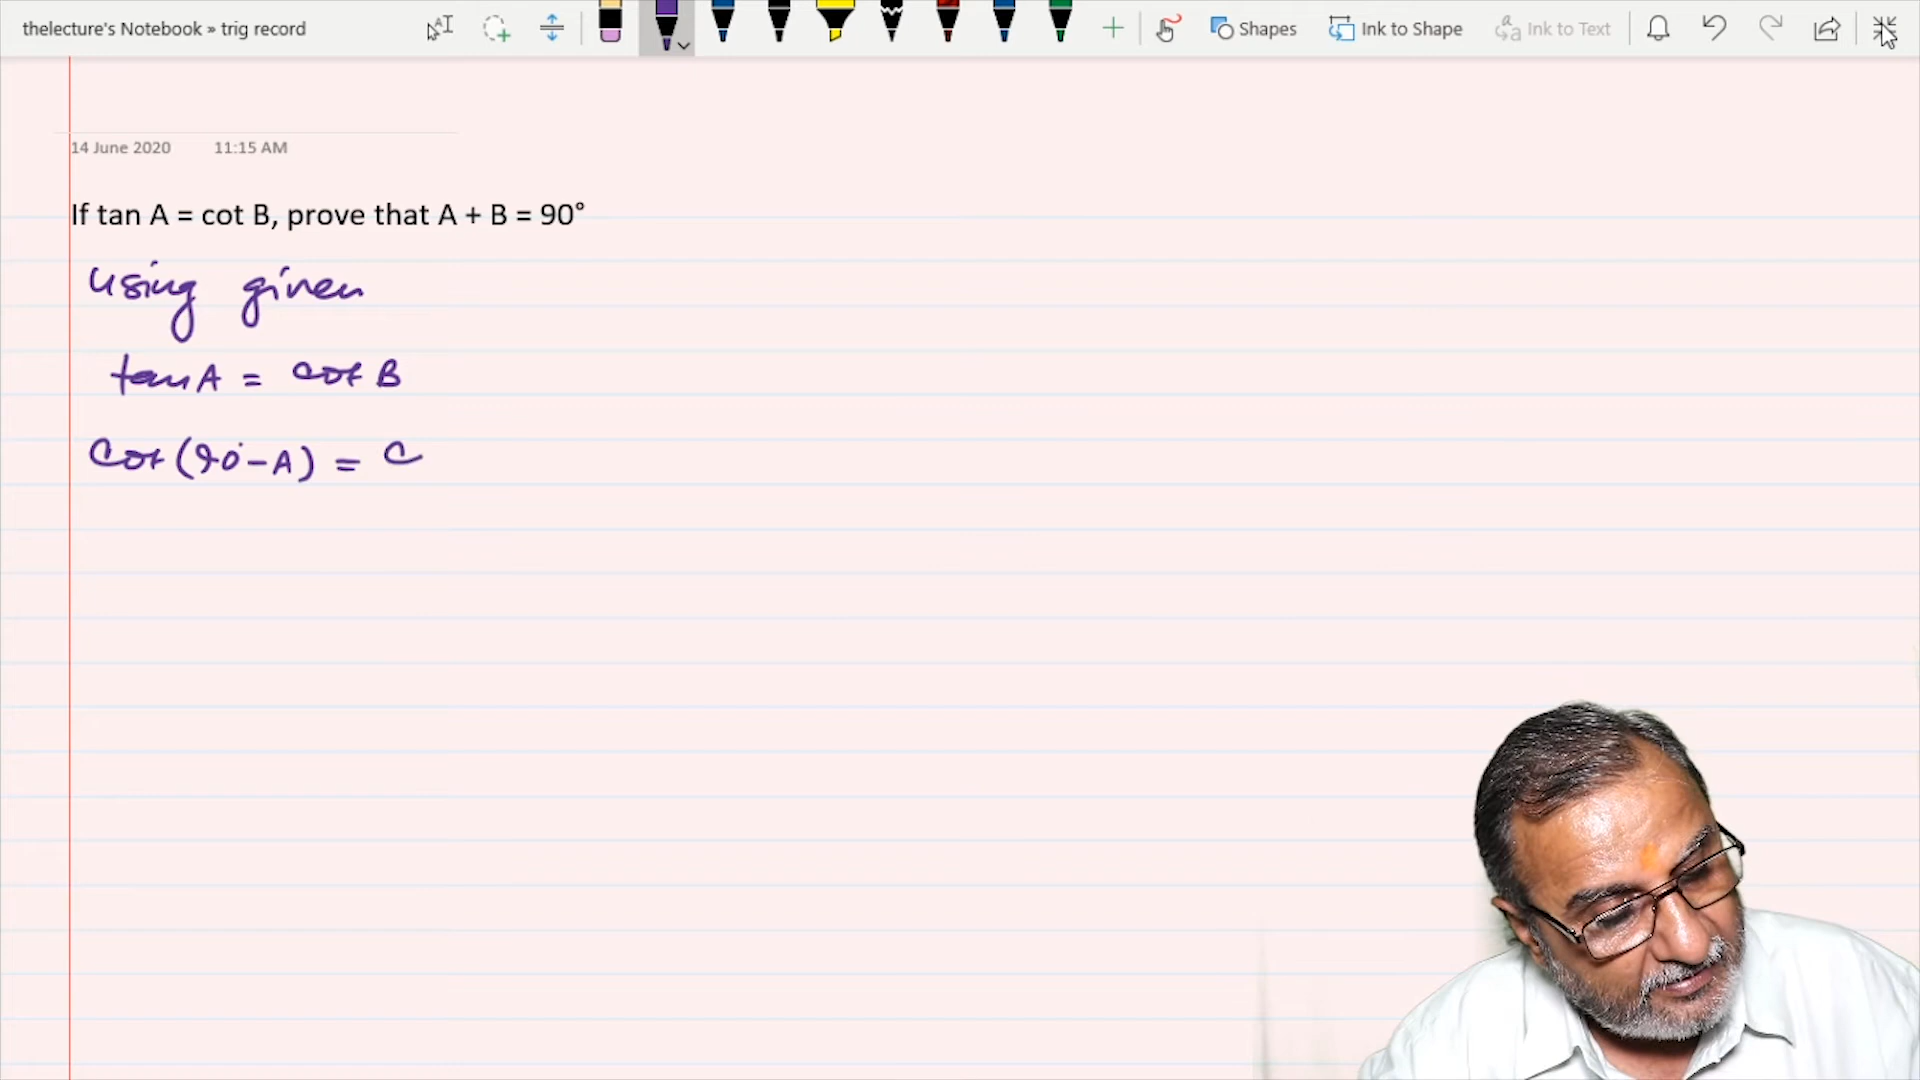 thelecture's Notebook » trig record
Shapes
Ink to Shape
Ink to Text
14 June 2020 11:15 AM
If tan A = cot B, prove that A + B = 90°
using given
tan A = cot B
cot (90° - A) = c